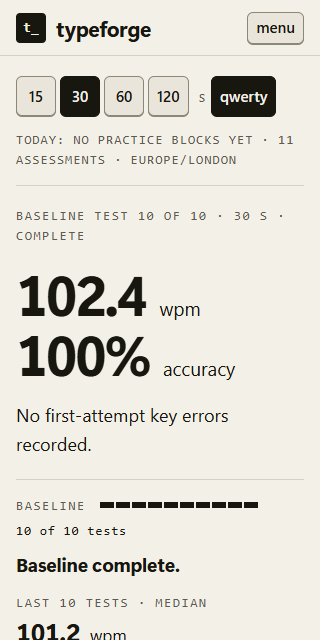 t_ typeforge menu
15 30 60 120 s qwerty
TODAY: NO PRACTICE BLOCKS YET · 11
ASSESSMENTS · EUROPE/LONDON
BASELINE TEST 10 OF 10 · 30 S ·
COMPLETE
102.4 wpm
100% accuracy
No first-attempt key errors
recorded.
BASELINE
10 of 10 tests
Baseline complete.
LAST 10 TESTS · MEDIAN
101.2 wpm